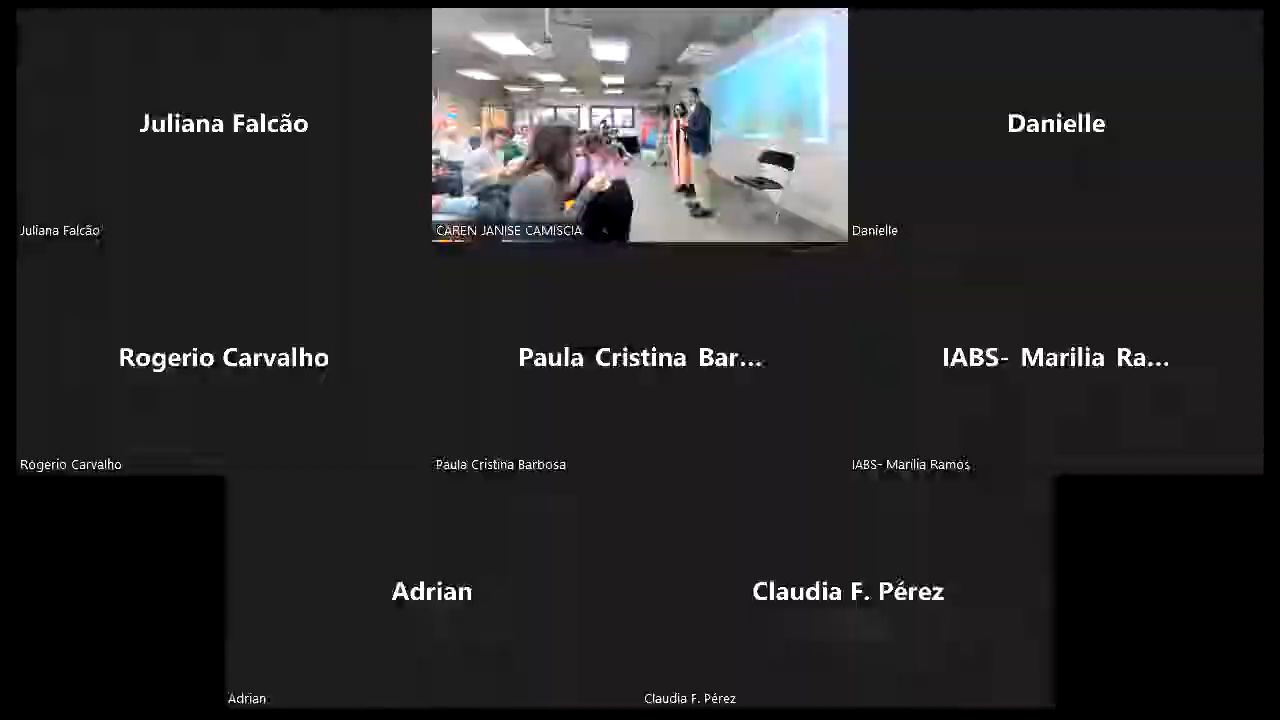 Juliana Falcão
Juliana Falcão
CAREN JANISE CAMISCIA
Danielle
Danielle
Rogerio Carvalho
Rogerio Carvalho
Paula Cristina Bar...
Paula Cristina Barbosa
IABS- Marilia Ra...
IABS- Marilia Ramos
Adrian
Adrian
Claudia F. Pérez
Claudia F. Pérez